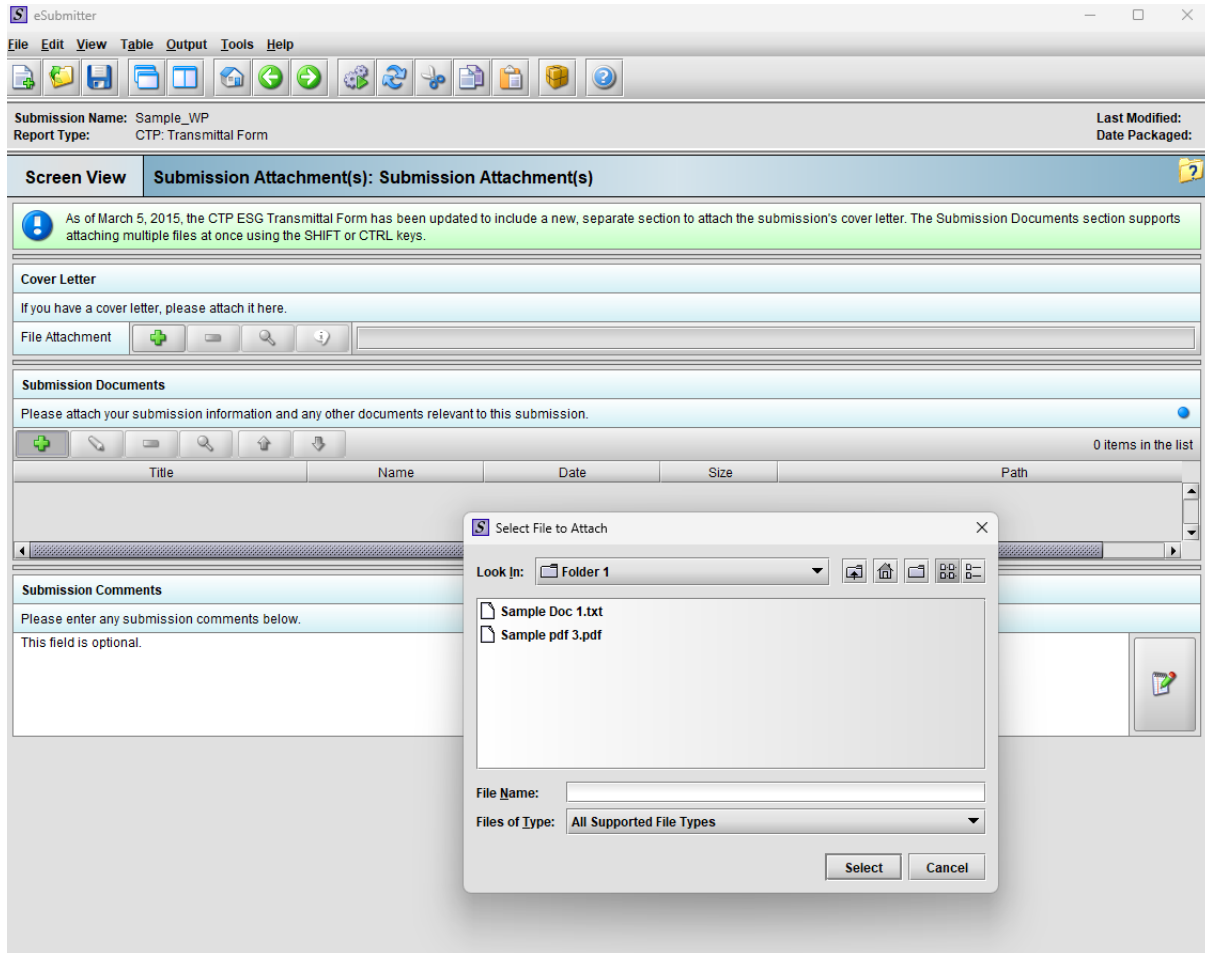 eSubmitter
File Edit View Table Output Tools Help
Submission Name: Sample_WP
Last Modified:
Report Type: CTP: Transmittal Form
Date Packaged:
Screen View
Submission Attachment(s): Submission Attachment(s)
As of March 5, 2015, the CTP ESG Transmittal Form has been updated to include a new, separate section to attach the submission's cover letter. The Submission Documents section supports
attaching multiple files at once using the SHIFT or CTRL keys.
Cover Letter
If you have a cover letter, please attach it here.
File Attachment
Submission Documents
Please attach your submission information and any other documents relevant to this submission.
0 items in the list
Title Name Date Size Path
Submission Comments
Please enter any submission comments below.
This field is optional.
Select File to Attach
Look In: Folder 1
Sample Doc 1.txt
Sample pdf 3.pdf
File Name:
Files of Type: All Supported File Types
Select Cancel